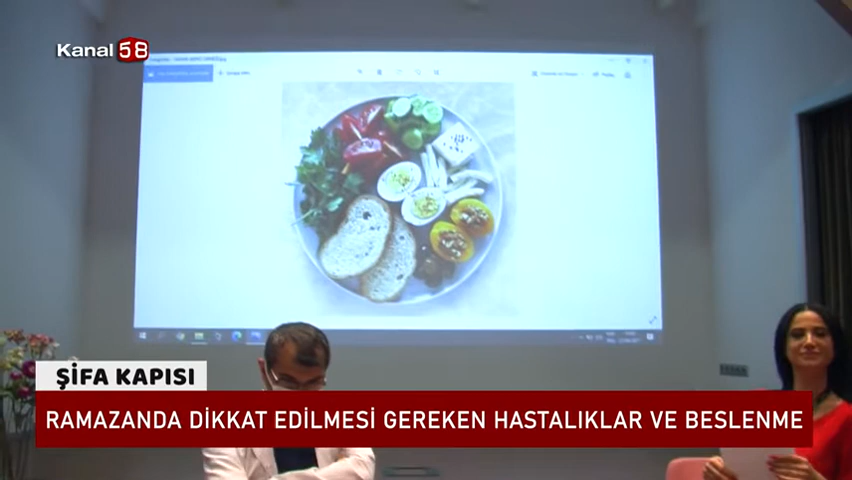 Kanal 58
ŞİFA KAPISI
RAMAZANDA DİKKAT EDİLMESİ GEREKEN HASTALIKLAR VE BESLENME